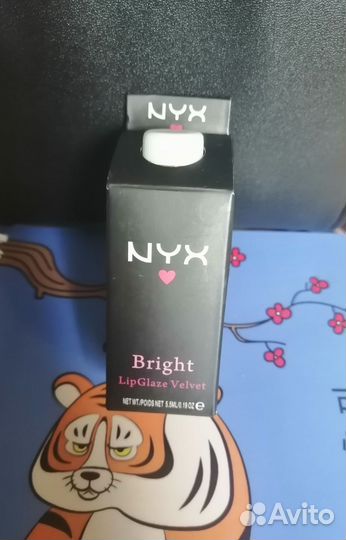 NYX
NYX
Bright
LipGlaze Velvet
NET WT./POIDS NET 5.5ML/0.19 OZ e
Avito